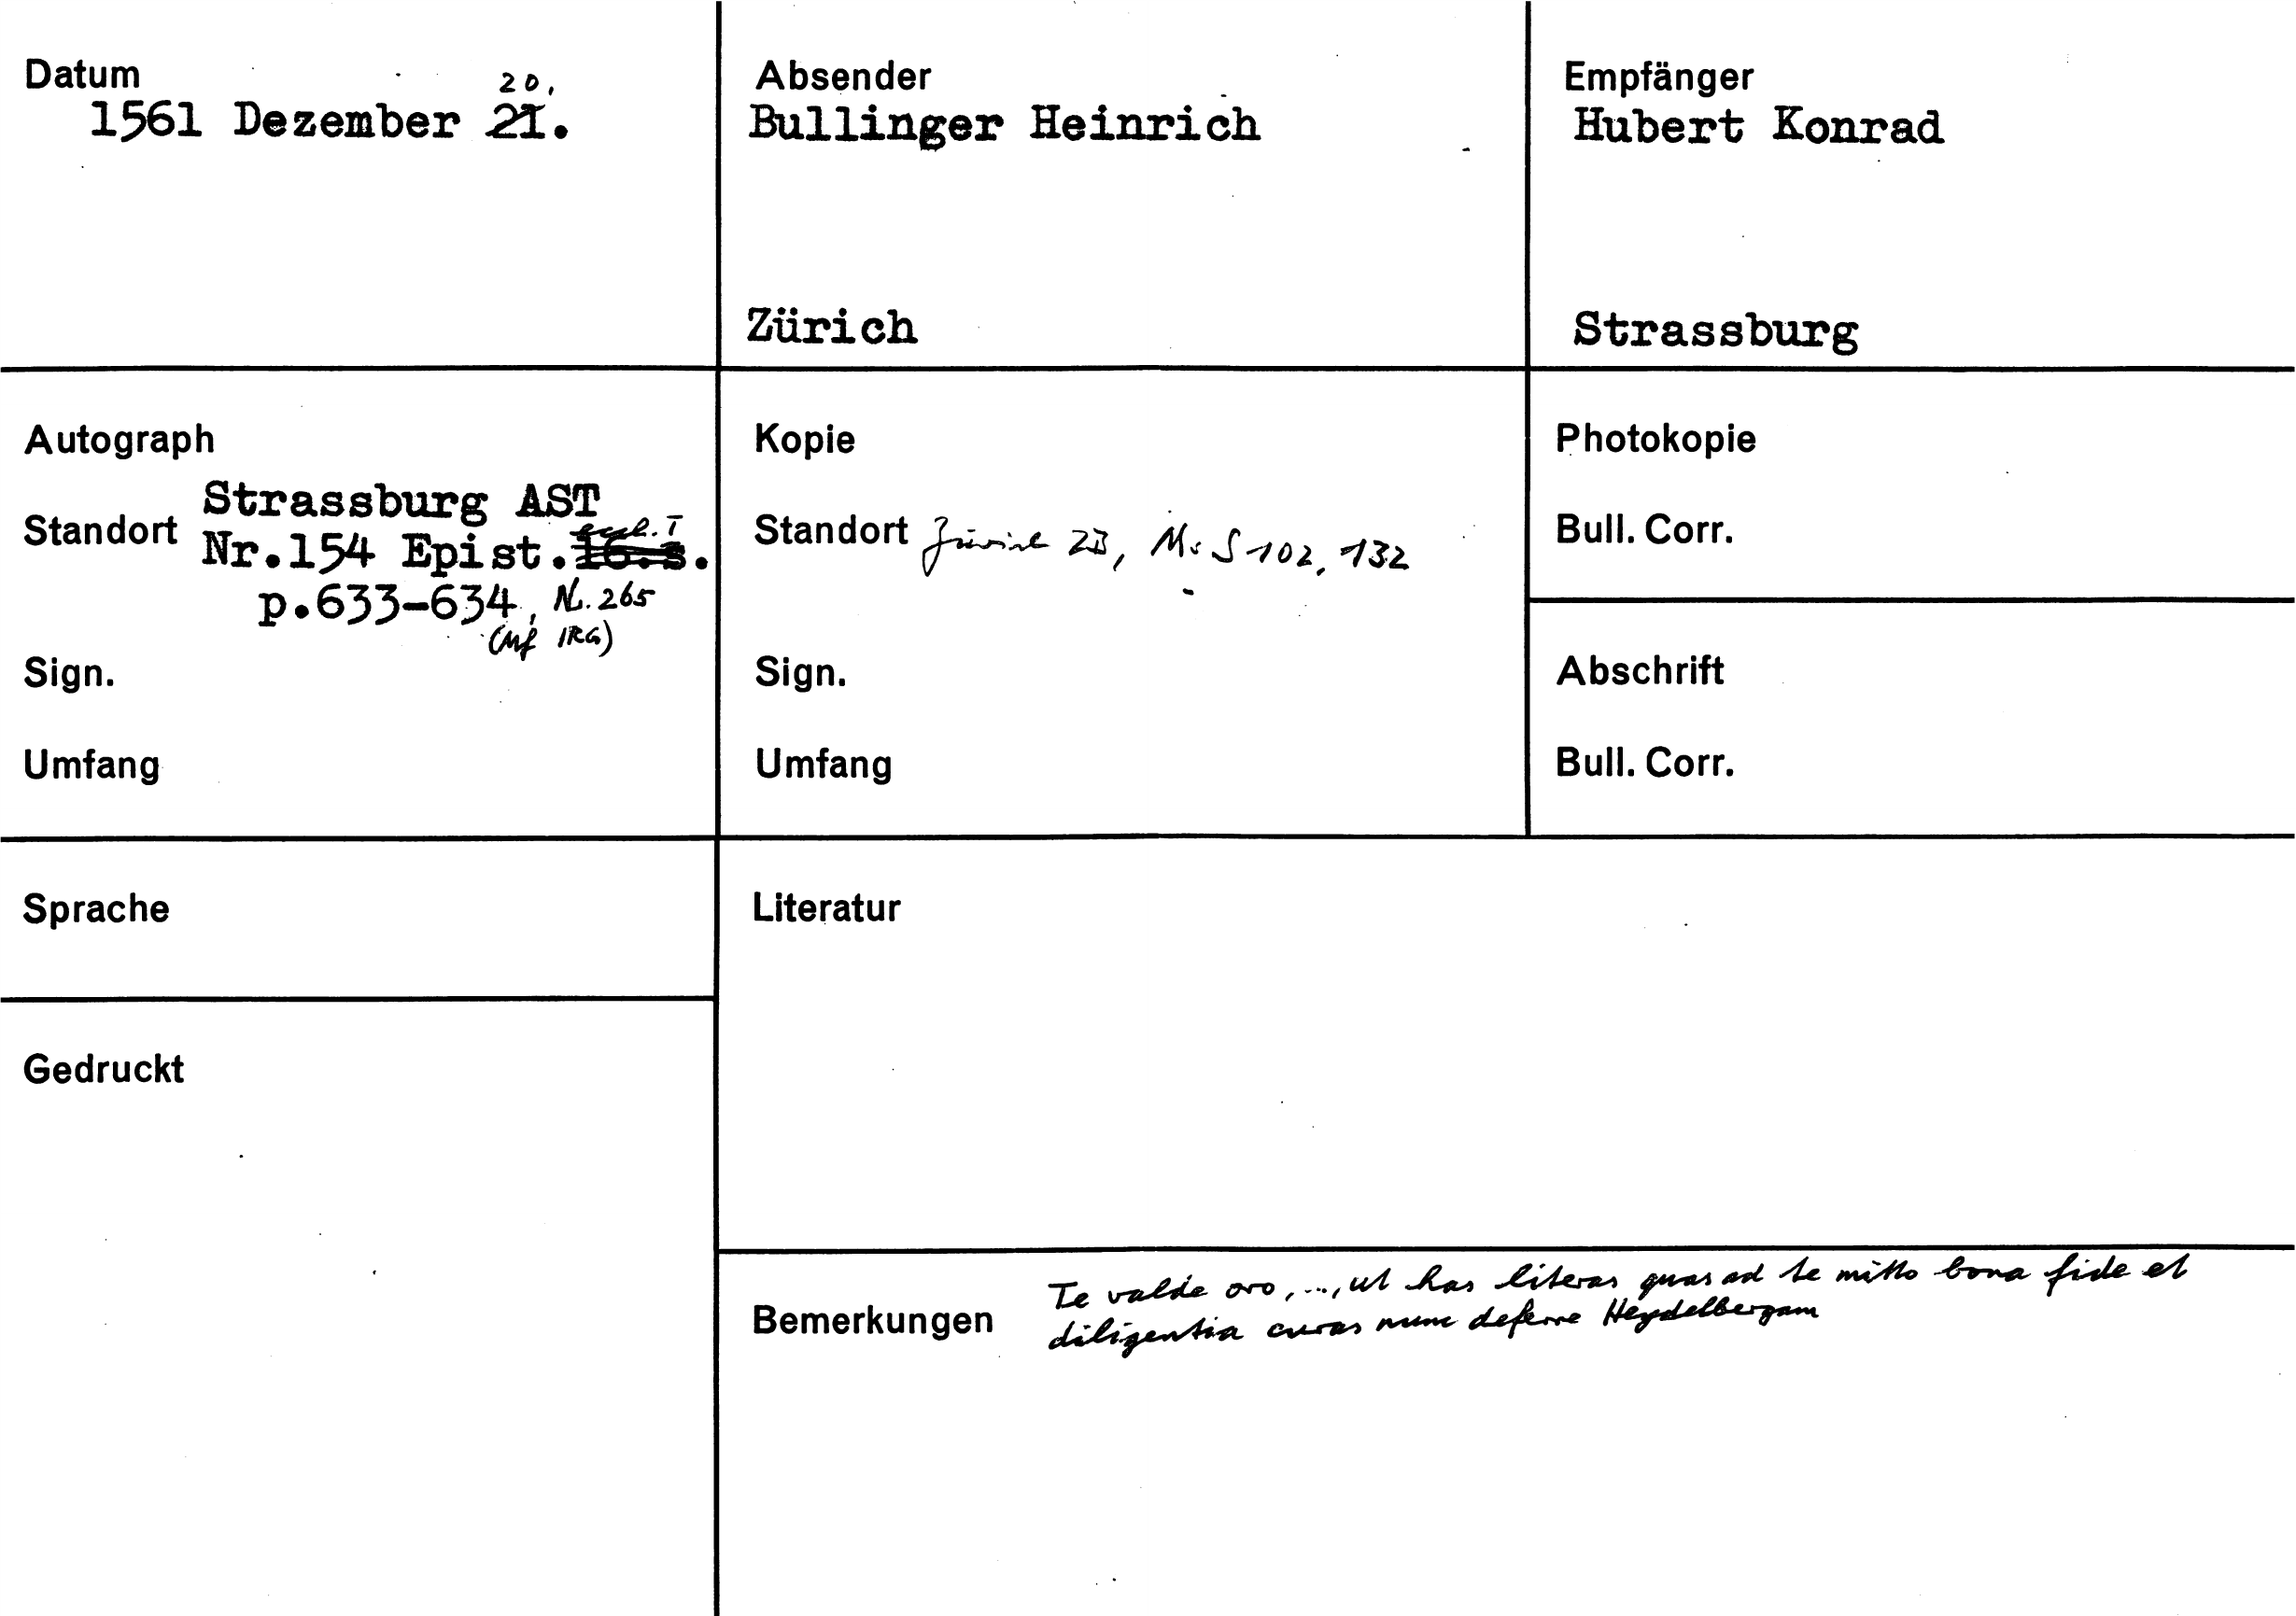 Datum
20.
1561 Dezember 21.
Absender
Bullinger Heinrich
Zürich
Empfänger
Hubert Konrad
Strassburg
Autograph
Standort
Strassburg AST
eccl. I
Nr.154 Epist. 16.s.
p.633-634, N. 265
(Mf IRG)
Sign.
Umfang
Kopie
Standort Zürich ZB, Ms S 102, 132
Sign.
Umfang
Photokopie
Bull. Corr.
Abschrift
Bull. Corr.
Sprache
Literatur
Gedruckt
Bemerkungen
Te valde oro, ..., ut has literas quas ad te mitto bona fide et
diligentia curas nunc deferre Heydelbergam